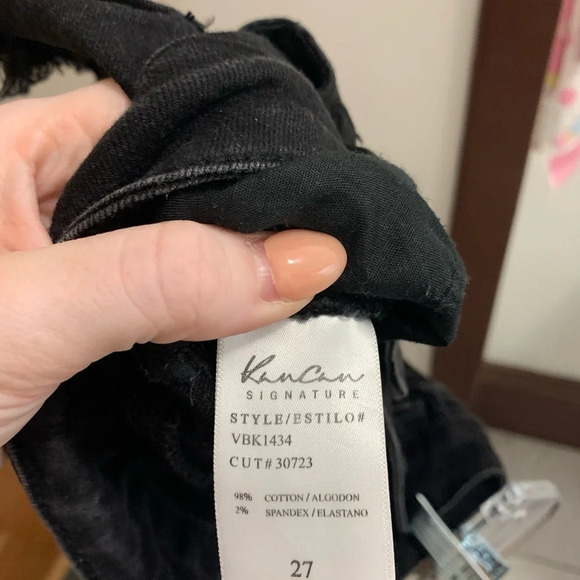 KanCan
SIGNATURE
STYLE/ESTILO#
VBK1434
CUT#30723
98% COTTON/ALGODON
2% SPANDEX/ELASTANO
27